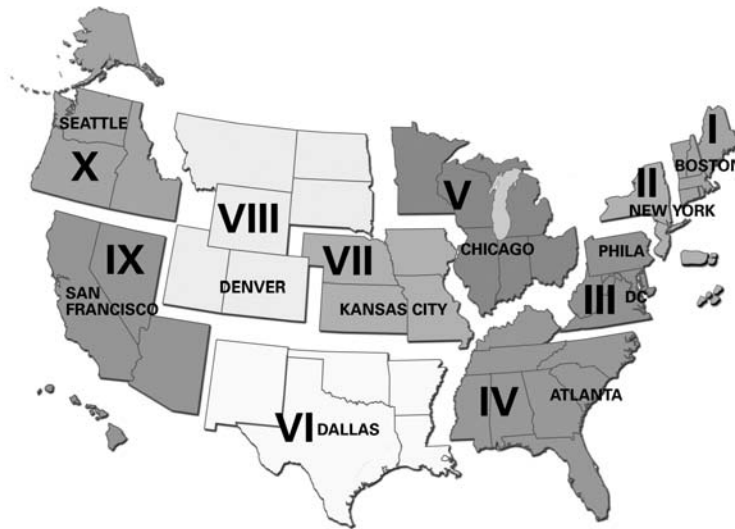 SEATTLE
X
I
BOSTON
II
NEW YORK
V
CHICAGO
VIII
DENVER
IX
SAN
FRANCISCO
VII
KANSAS CITY
PHILA
III
DC
IV
ATLANTA
VI
DALLAS